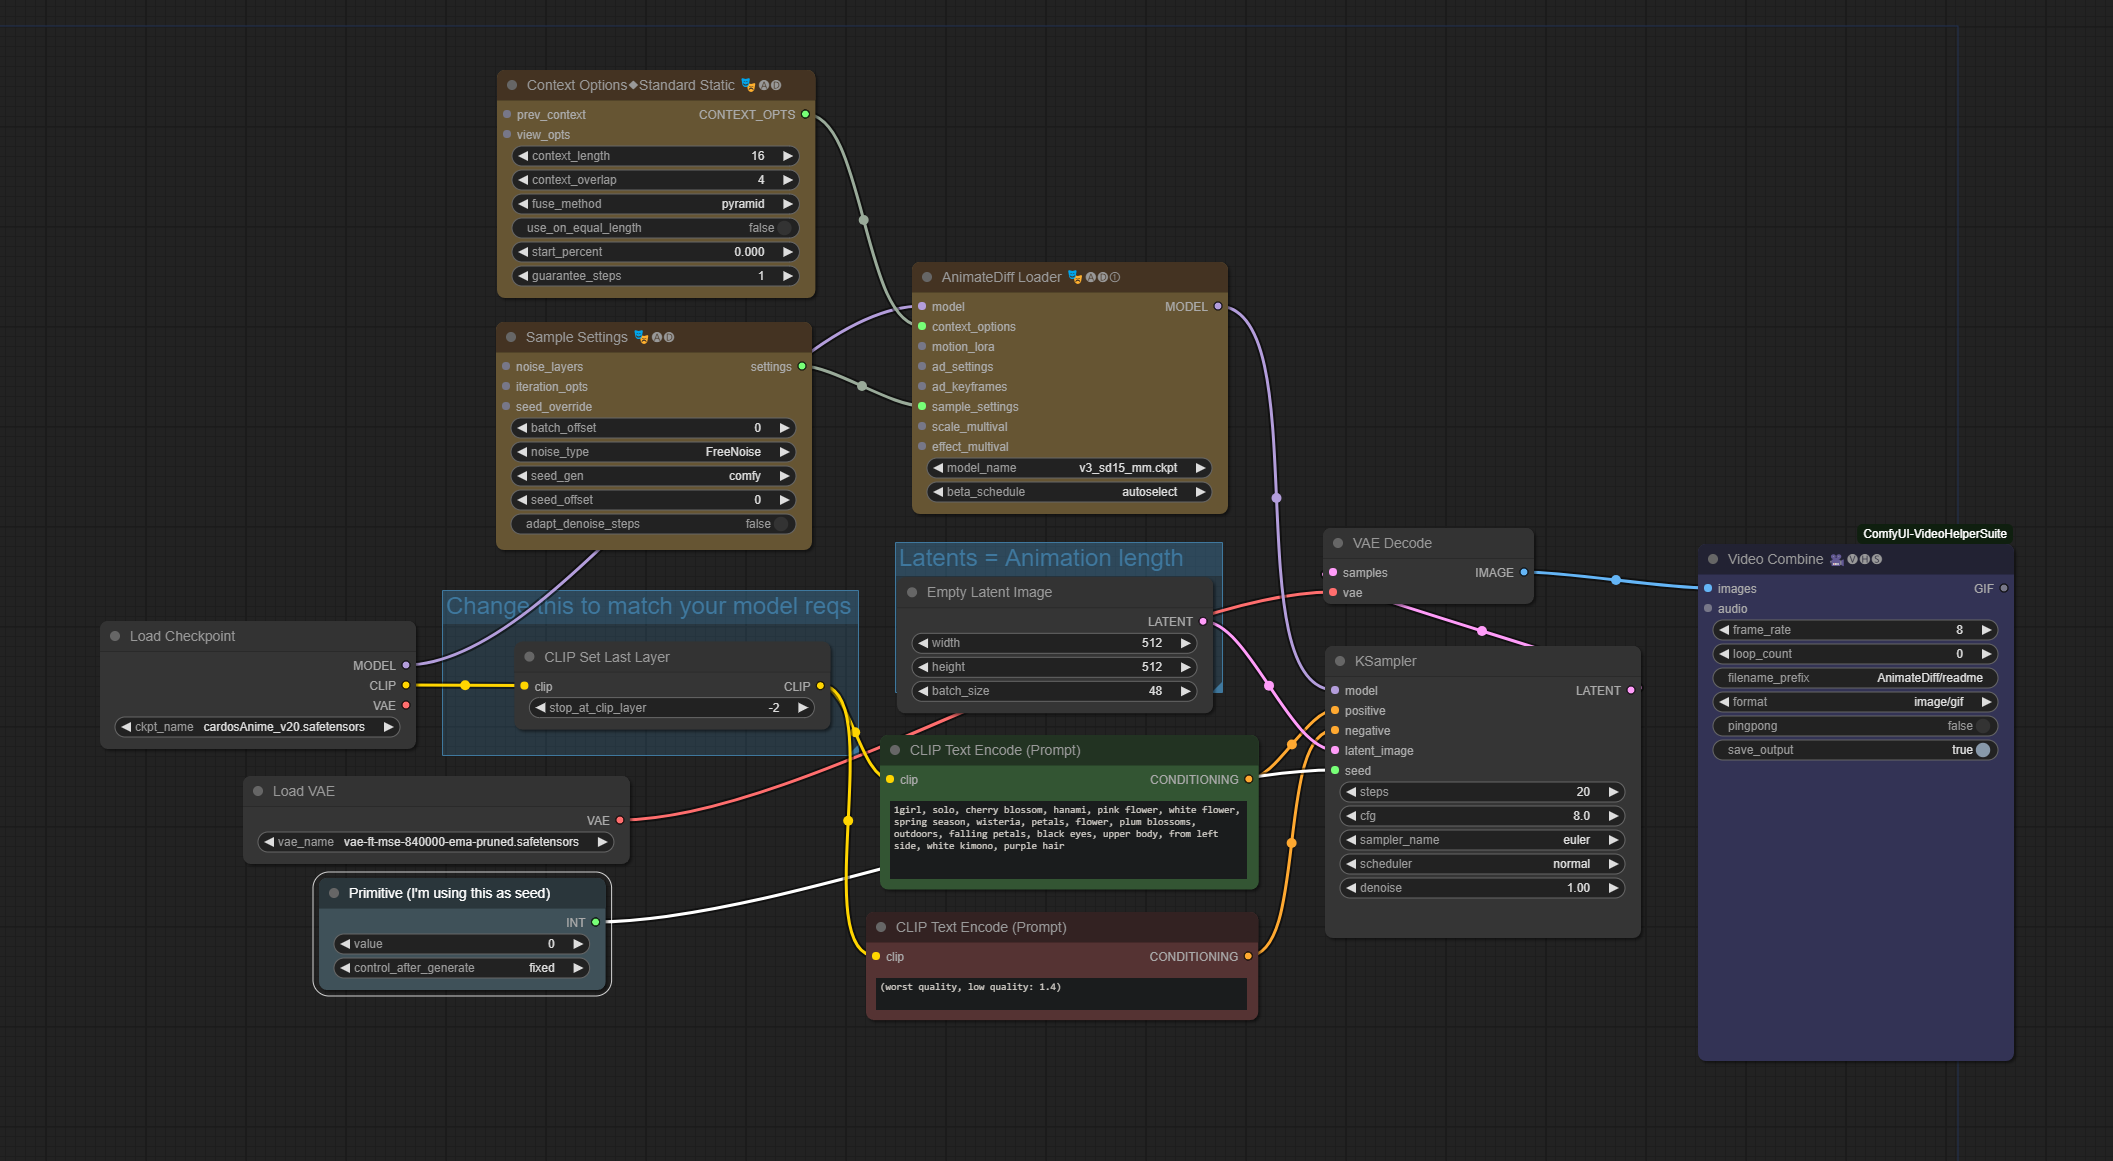 Context Options◆Standard Static 🎭🅐🅓
prev_context CONTEXT_OPTS
view_opts
context_length 16
context_overlap 4
fuse_method pyramid
use_on_equal_length false
start_percent 0.000
guarantee_steps 1
Sample Settings 🎭🅐🅓
noise_layers settings
iteration_opts
seed_override
batch_offset 0
noise_type FreeNoise
seed_gen comfy
seed_offset 0
adapt_denoise_steps false
AnimateDiff Loader 🎭🅐🅓①
model MODEL
context_options
motion_lora
ad_settings
ad_keyframes
sample_settings
scale_multival
effect_multival
model_name v3_sd15_mm.ckpt
beta_schedule autoselect
Load Checkpoint
MODEL
CLIP
VAE
ckpt_name cardosAnime_v20.safetensors
Change this to match your model reqs
CLIP Set Last Layer
clip CLIP
stop_at_clip_layer -2
Latents = Animation length
Empty Latent Image
LATENT
width 512
height 512
batch_size 48
Load VAE
VAE
vae_name vae-ft-mse-840000-ema-pruned.safetensors
Primitive (I'm using this as seed)
INT
value 0
control_after_generate fixed
CLIP Text Encode (Prompt)
clip CONDITIONING
1girl, solo, cherry blossom, hanami, pink flower, white flower,
spring season, wisteria, petals, flower, plum blossoms,
outdoors, falling petals, black eyes, upper body, from left
side, white kimono, purple hair
CLIP Text Encode (Prompt)
clip CONDITIONING
(worst quality, low quality: 1.4)
VAE Decode
samples IMAGE
vae
KSampler
model LATENT
positive
negative
latent_image
seed
steps 20
cfg 8.0
sampler_name euler
scheduler normal
denoise 1.00
ComfyUI-VideoHelperSuite
Video Combine 🎥🅥🅗🅢
images GIF
audio
frame_rate 8
loop_count 0
filename_prefix AnimateDiff/readme
format image/gif
pingpong false
save_output true